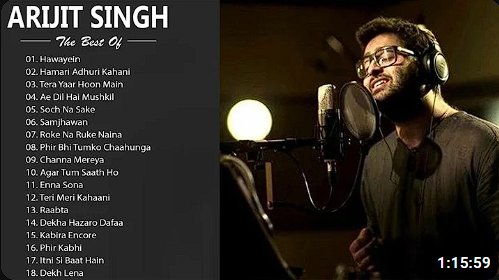 ARIJIT SINGH
The Best Of
01. Hawayein
02. Hamari Adhuri Kahani
03. Tera Yaar Hoon Main
04. Ae Dil Hai Mushkil
05. Soch Na Sake
06. Samjhawan
07. Roke Na Ruke Naina
08. Phir Bhi Tumko Chaahunga
09. Channa Mereya
10. Agar Tum Saath Ho
11. Enna Sona
12. Teri Meri Kahaani
13. Raabta
14. Dekha Hazaro Dafaa
15. Kabira Encore
16. Phir Kabhi
17. Itni Si Baat Hain
18. Dekh Lena
1:15:59